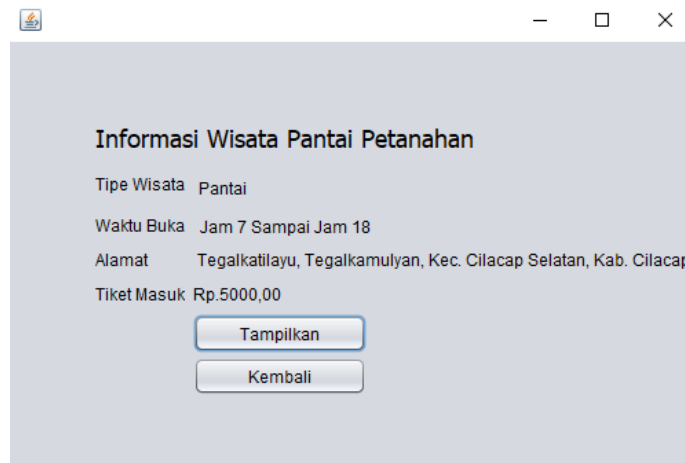 Informasi Wisata Pantai Petanahan
Tipe Wisata Pantai
Waktu Buka Jam 7 Sampai Jam 18
Alamat Tegalkatilayu, Tegalkamulyan, Kec. Cilacap Selatan, Kab. Cilacap
Tiket Masuk Rp.5000,00
Tampilkan
Kembali